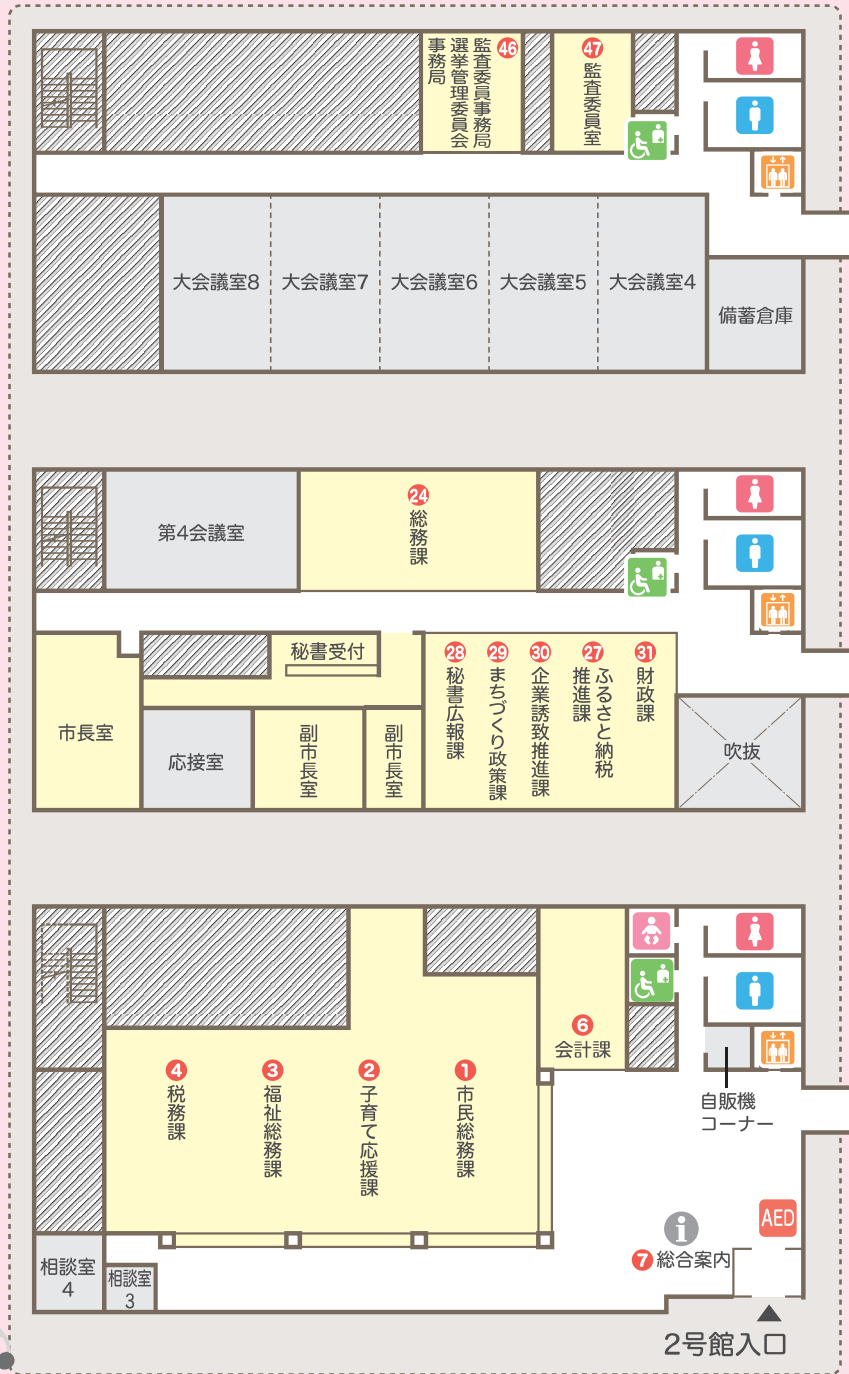 46
監査委員事務局
選挙管理委員会
事務局
47
監査委員室
大会議室8
大会議室7
大会議室6
大会議室5
大会議室4
備蓄倉庫
第4会議室
24
総務課
秘書受付
市長室
応接室
副市長室
副市長室
28
秘書広報課
29
まちづくり政策課
30
企業誘致推進課
27
ふるさと納税
推進課
31
財政課
吹抜
4
税務課
3
福祉総務課
2
子育て応援課
1
市民総務課
6
会計課
自販機
コーナー
AED
i
7 総合案内
相談室
4
相談室
3
2号館入口